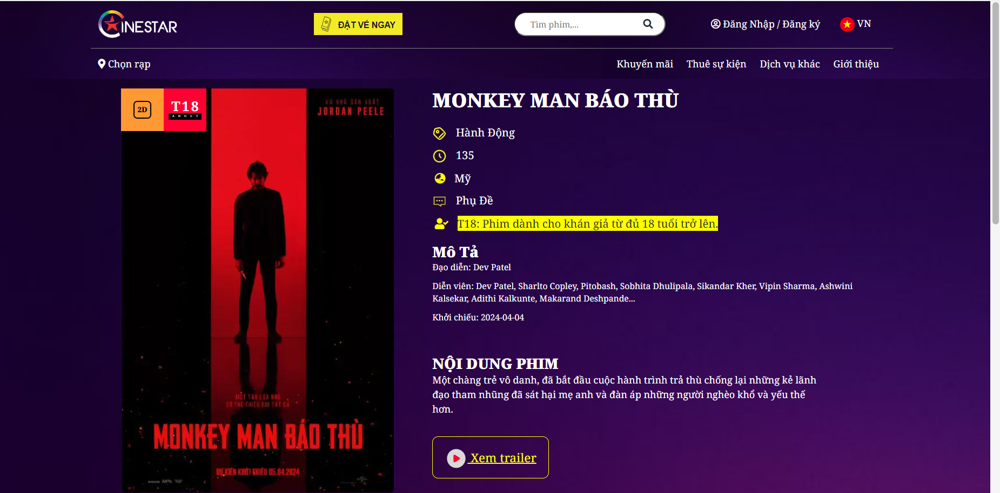 CINESTAR
ĐẶT VÉ NGAY
Tìm phim,...
Đăng Nhập / Đăng ký
VN
Chọn rạp
Khuyến mãi
Thuê sự kiện
Dịch vụ khác
Giới thiệu
2D
T18
ADULT
VÀ NHÀ SẢN XUẤT
JORDAN PEELE
MỘT TÀN LỬA NHỎ
CÓ THỂ THIÊU RỤI TẤT CẢ
MONKEY MAN BÁO THÙ
DỰ KIẾN KHỞI CHIẾU 05.04.2024
MONKEY MAN BÁO THÙ
Hành Động
135
Mỹ
Phụ Đề
T18: Phim dành cho khán giả từ đủ 18 tuổi trở lên.
Mô Tả
Đạo diễn: Dev Patel
Diễn viên: Dev Patel, Sharlto Copley, Pitobash, Sobhita Dhulipala, Sikandar Kher, Vipin Sharma, Ashwini
Kalsekar, Adithi Kalkunte, Makarand Deshpande...
Khởi chiếu: 2024-04-04
NỘI DUNG PHIM
Một chàng trẻ vô danh, đã bắt đầu cuộc hành trình trả thù chống lại những kẻ lãnh
đạo tham nhũng đã sát hại mẹ anh và đàn áp những người nghèo khổ và yếu thế
hơn.
Xem trailer